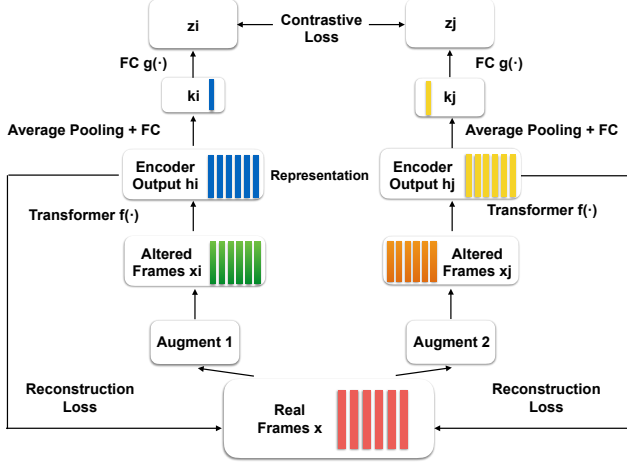 zi
Contrastive
Loss
zj
FC g(·)
FC g(·)
ki
kj
Average Pooling + FC
Average Pooling + FC
Encoder
Output hi
Representation
Encoder
Output hj
Transformer f(·)
Transformer f(·)
Altered
Frames xi
Altered
Frames xj
Augment 1
Augment 2
Reconstruction
Loss
Real
Frames x
Reconstruction
Loss